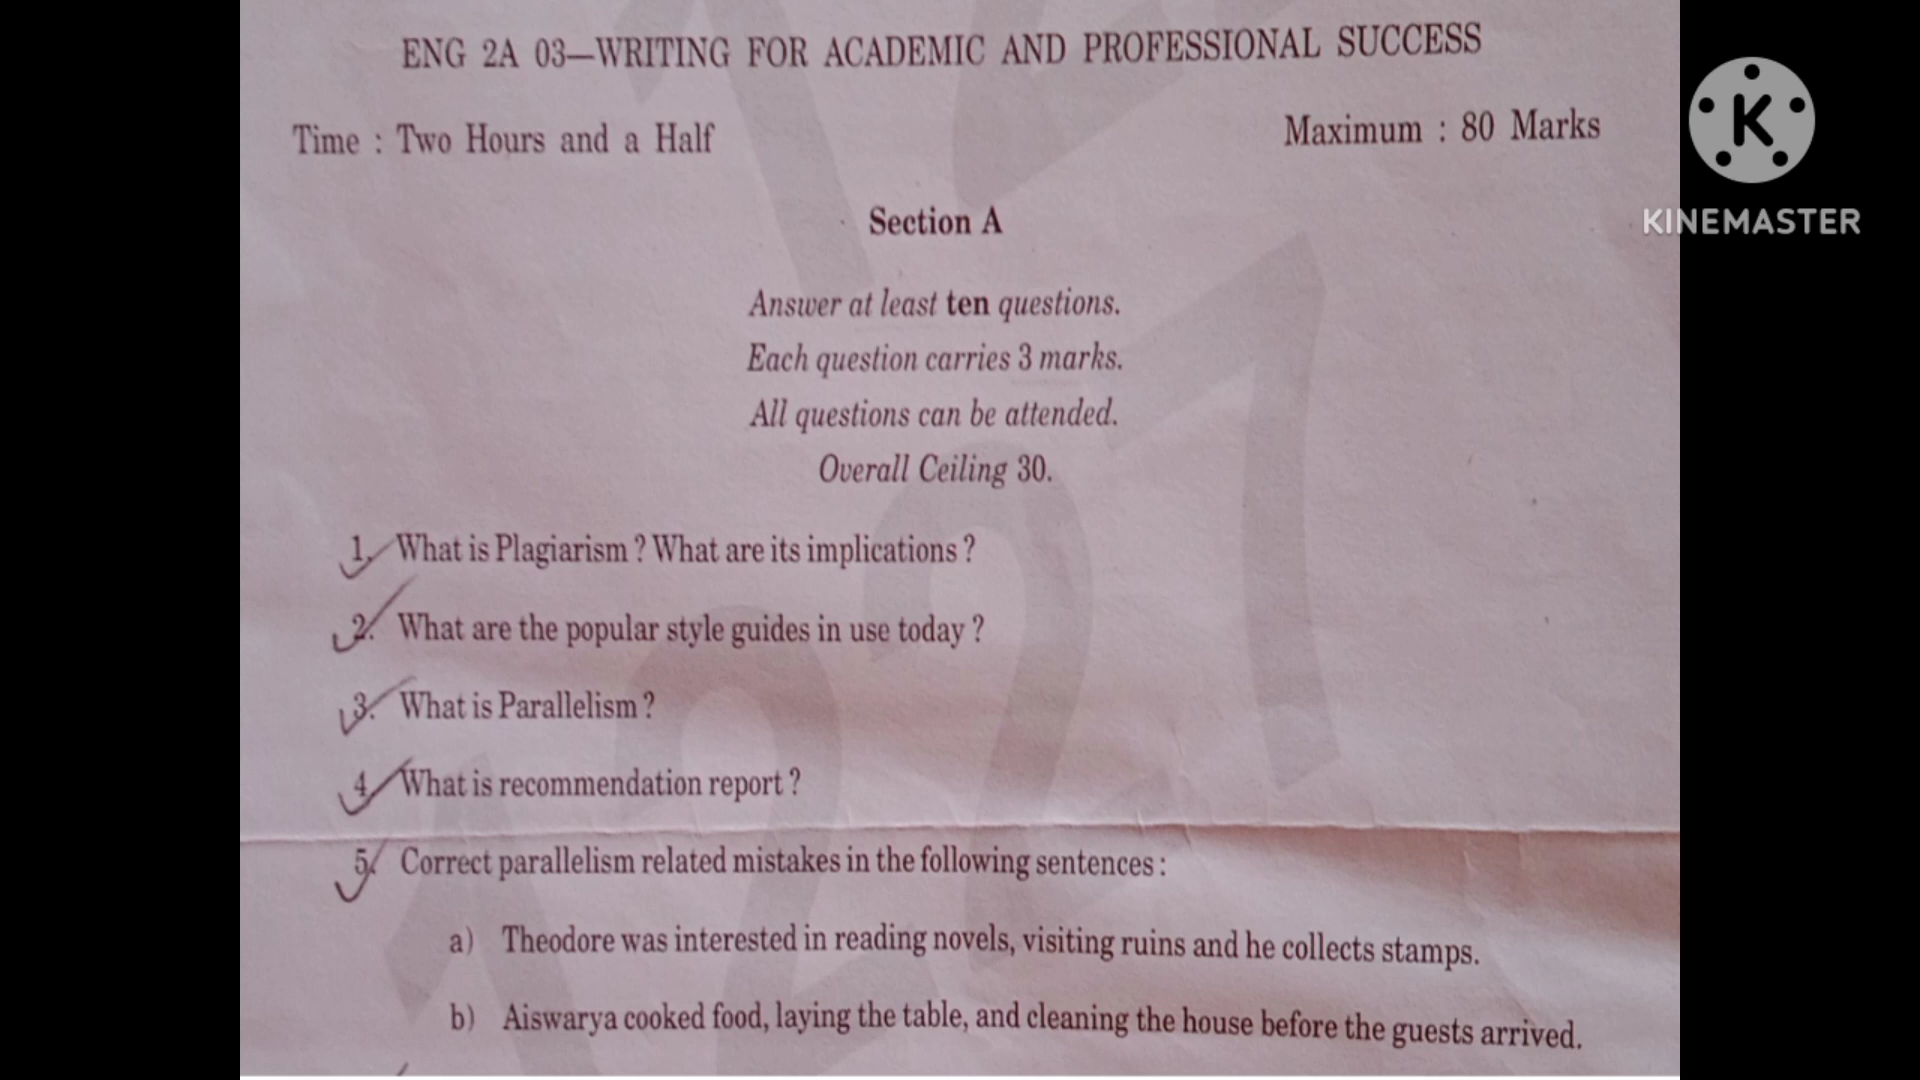 ENG 2A 03—WRITING FOR ACADEMIC AND PROFESSIONAL SUCCESS
Time : Two Hours and a Half
Maximum : 80 Marks
K
KINEMASTER
Section A
Answer at least ten questions.
Each question carries 3 marks.
All questions can be attended.
Overall Ceiling 30.
1. What is Plagiarism ? What are its implications ?
2. What are the popular style guides in use today ?
3. What is Parallelism ?
4. What is recommendation report ?
5. Correct parallelism related mistakes in the following sentences :
a) Theodore was interested in reading novels, visiting ruins and he collects stamps.
b) Aiswarya cooked food, laying the table, and cleaning the house before the guests arrived.